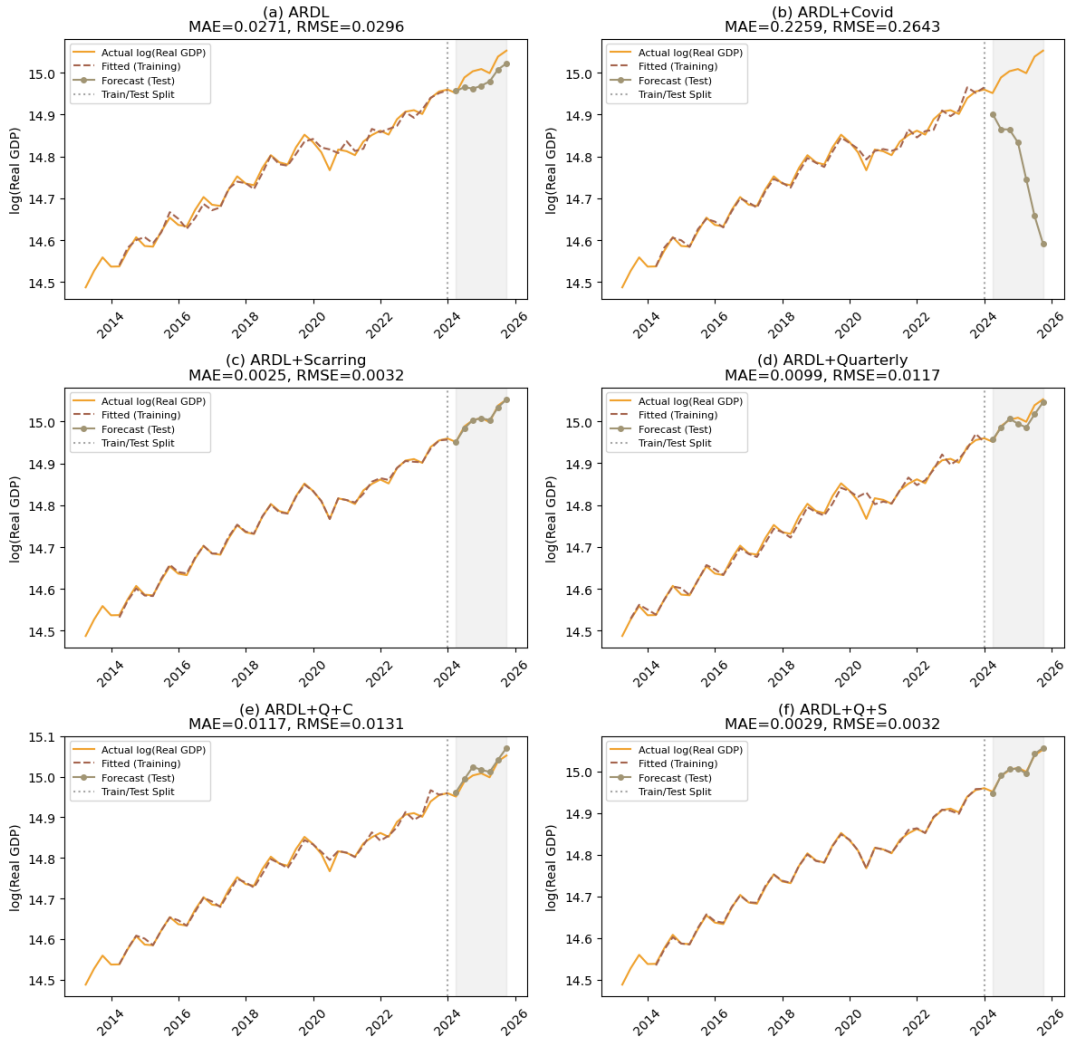 (a) ARDL
MAE=0.0271, RMSE=0.0296
Actual log(Real GDP)
Fitted (Training)
Forecast (Test)
Train/Test Split
log(Real GDP)
15.0
14.9
14.8
14.7
14.6
14.5
2014
2016
2018
2020
2022
2024
2026
(b) ARDL+Covid
MAE=0.2259, RMSE=0.2643
Actual log(Real GDP)
Fitted (Training)
Forecast (Test)
Train/Test Split
log(Real GDP)
15.0
14.9
14.8
14.7
14.6
14.5
2014
2016
2018
2020
2022
2024
2026
(c) ARDL+Scarring
MAE=0.0025, RMSE=0.0032
Actual log(Real GDP)
Fitted (Training)
Forecast (Test)
Train/Test Split
log(Real GDP)
15.0
14.9
14.8
14.7
14.6
14.5
2014
2016
2018
2020
2022
2024
2026
(d) ARDL+Quarterly
MAE=0.0099, RMSE=0.0117
Actual log(Real GDP)
Fitted (Training)
Forecast (Test)
Train/Test Split
log(Real GDP)
15.0
14.9
14.8
14.7
14.6
14.5
2014
2016
2018
2020
2022
2024
2026
(e) ARDL+Q+C
MAE=0.0117, RMSE=0.0131
Actual log(Real GDP)
Fitted (Training)
Forecast (Test)
Train/Test Split
log(Real GDP)
15.1
15.0
14.9
14.8
14.7
14.6
14.5
2014
2016
2018
2020
2022
2024
2026
(f) ARDL+Q+S
MAE=0.0029, RMSE=0.0032
Actual log(Real GDP)
Fitted (Training)
Forecast (Test)
Train/Test Split
log(Real GDP)
15.0
14.9
14.8
14.7
14.6
14.5
2014
2016
2018
2020
2022
2024
2026